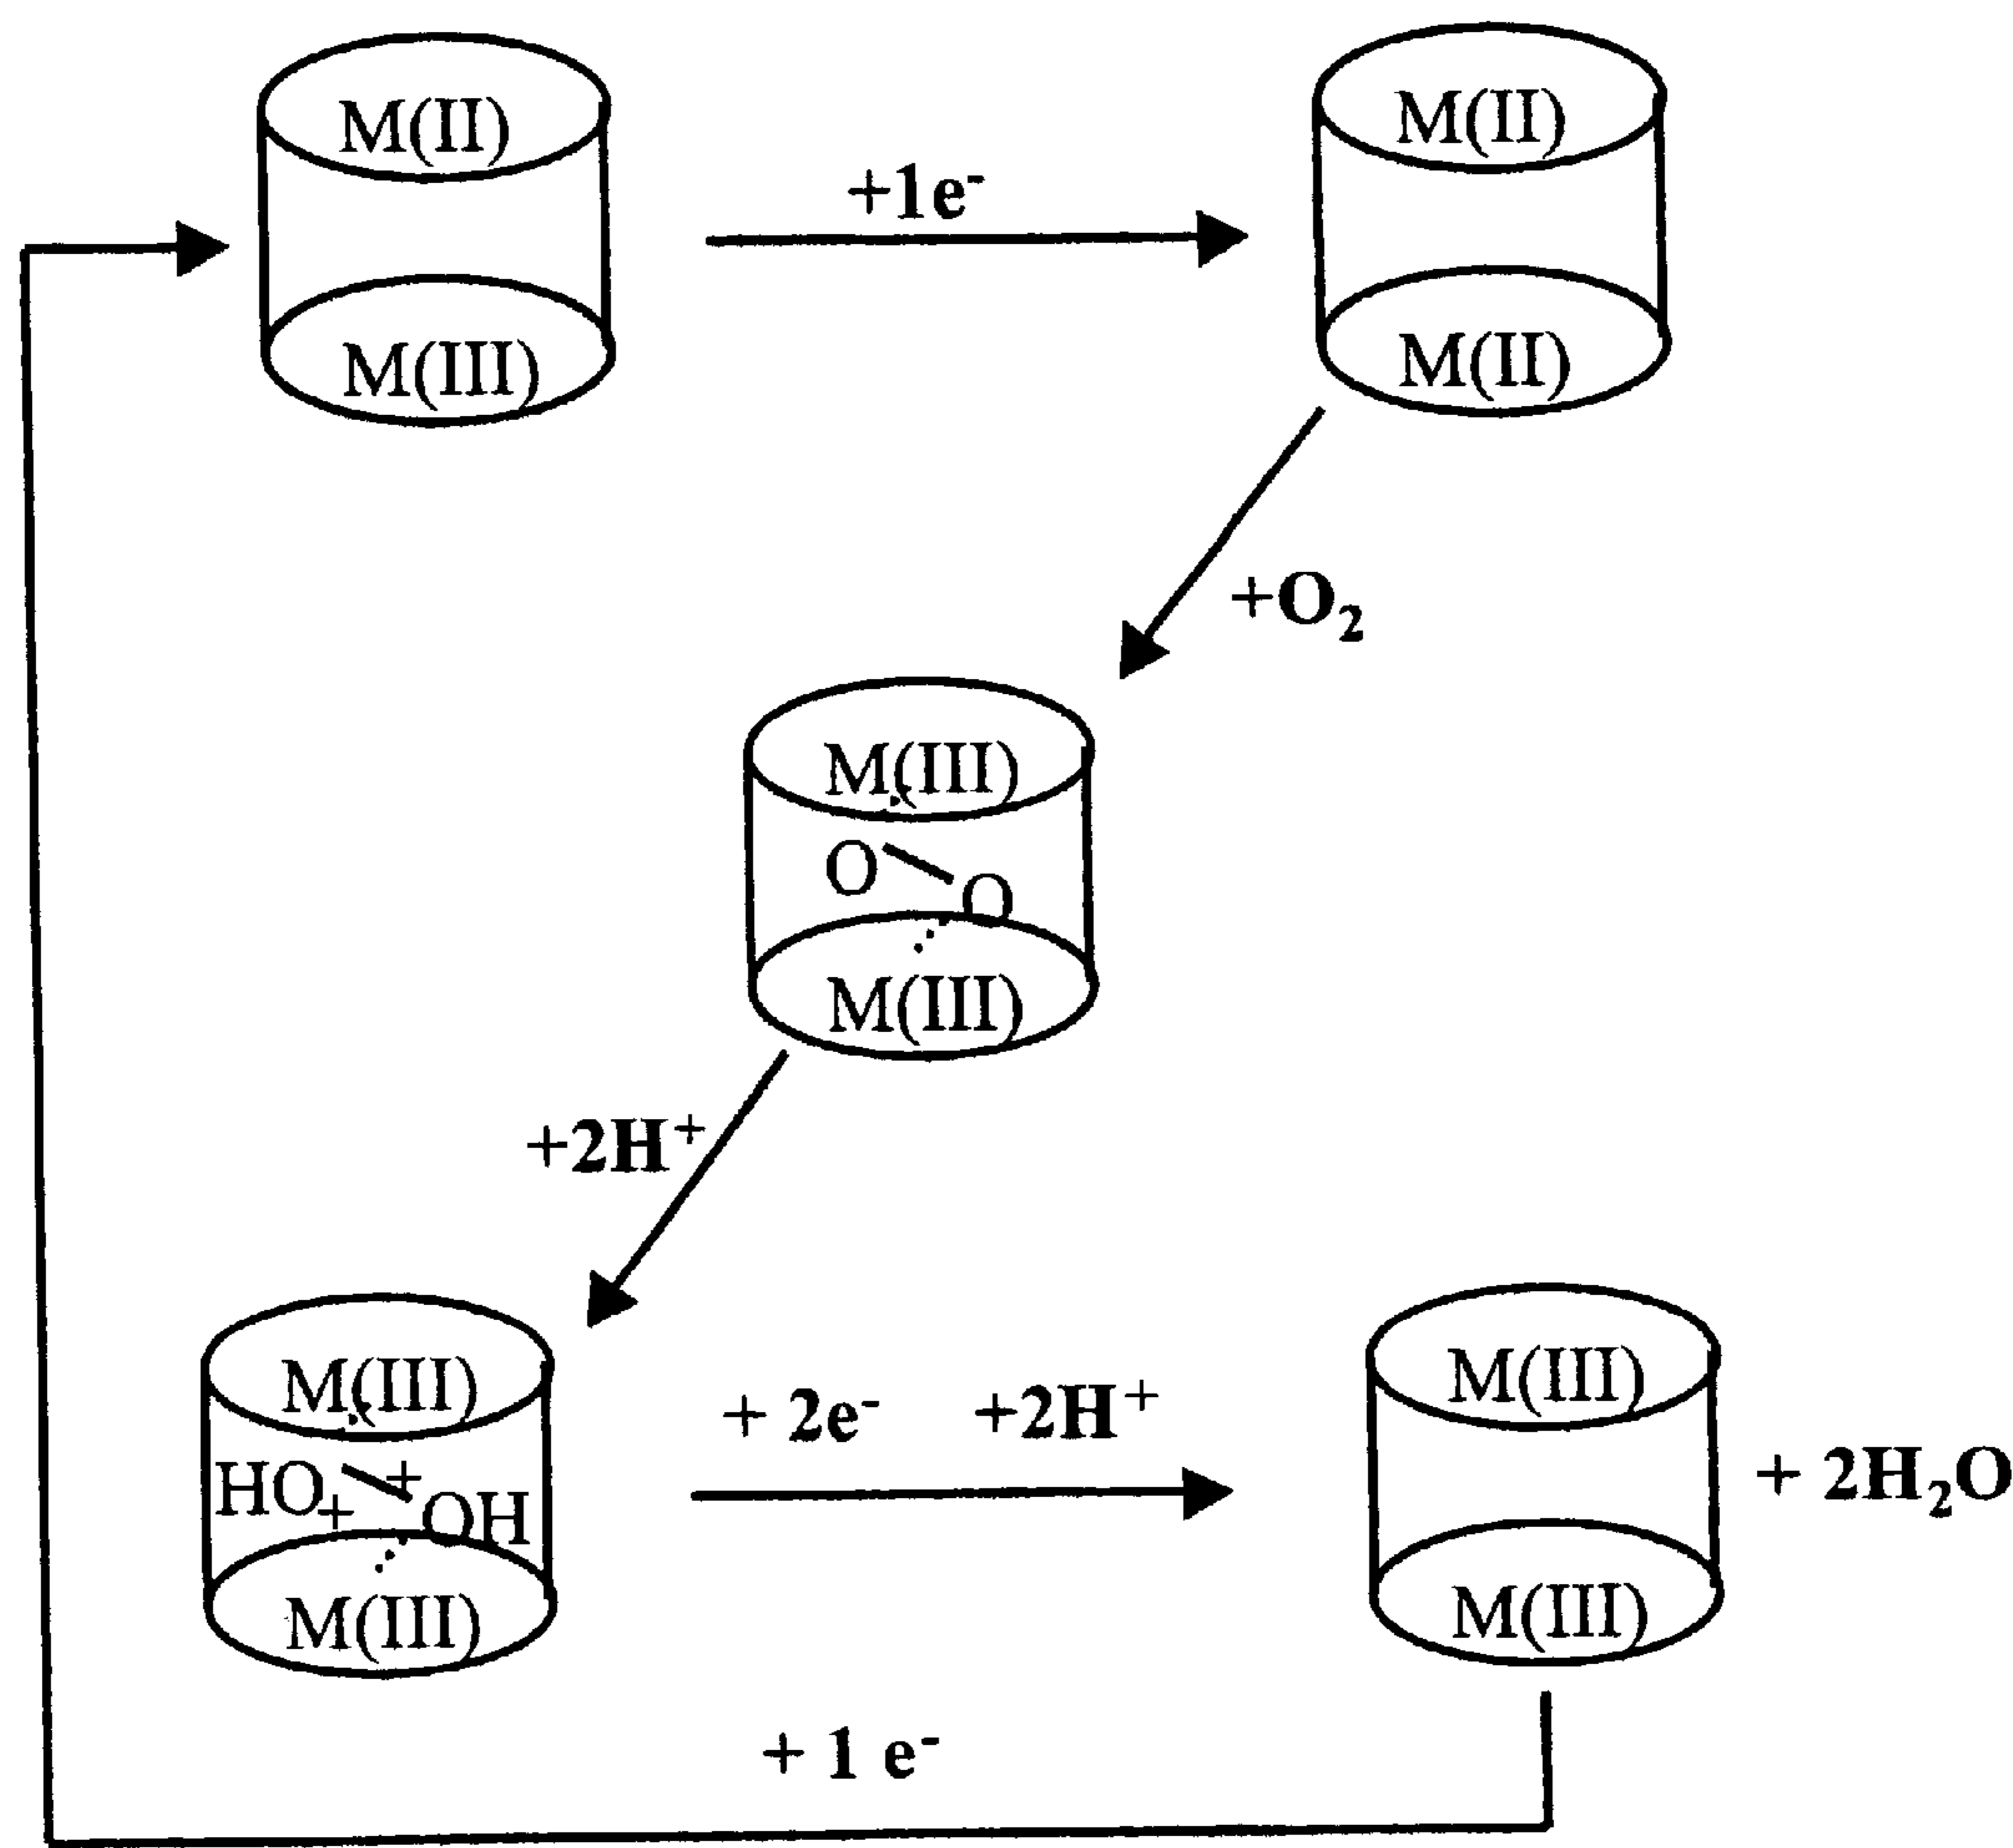 M(II)
M(III)
+1e⁻
M(II)
M(II)
+O₂
M(III)
O
O
M(III)
+2H⁺
M(III)
HO
+
+
OH
M(III)
+ 2e⁻ +2H⁺
M(III)
M(III)
+ 2H₂O
+ 1 e⁻